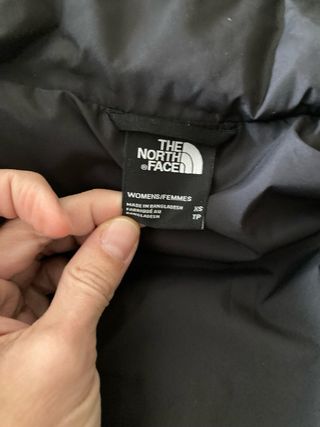 THE
NORTH
®FACE
WOMENS/FEMMES
MADE IN BANGLADESH XS
FABRIQUÉ AU TP
BANGLADESH